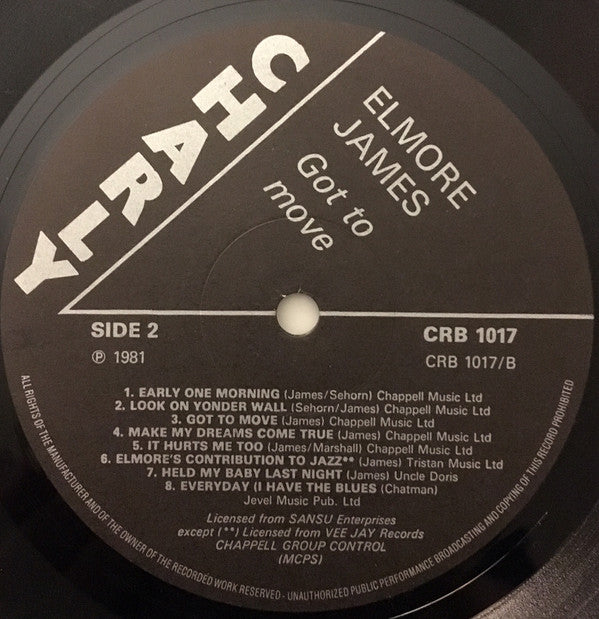 CHARLY
ELMORE
JAMES
Got to
move
SIDE 2
℗ 1981
CRB 1017
CRB 1017/B
1. EARLY ONE MORNING (James/Sehorn) Chappell Music Ltd
2. LOOK ON YONDER WALL (Sehorn/James) Chappell Music Ltd
3. GOT TO MOVE (James) Chappell Music Ltd
4. MAKE MY DREAMS COME TRUE (James) Chappell Music Ltd
5. IT HURTS ME TOO (James/Marshall) Chappell Music Ltd
6. ELMORE'S CONTRIBUTION TO JAZZ** (James) Tristan Music Ltd
7. HELD MY BABY LAST NIGHT (James) Uncle Doris
8. EVERYDAY (I HAVE THE BLUES (Chatman)
Jevel Music Pub. Ltd
Licensed from SANSU Enterprises
except (**) Licensed from VEE JAY Records
CHAPPELL GROUP CONTROL
(MCPS)
ALL RIGHTS OF THE MANUFACTURER AND OF THE OWNER OF THE RECORDED WORK RESERVED - UNAUTHORIZED PUBLIC PERFORMANCE BROADCASTING AND COPYING OF THIS RECORD PROHIBITED